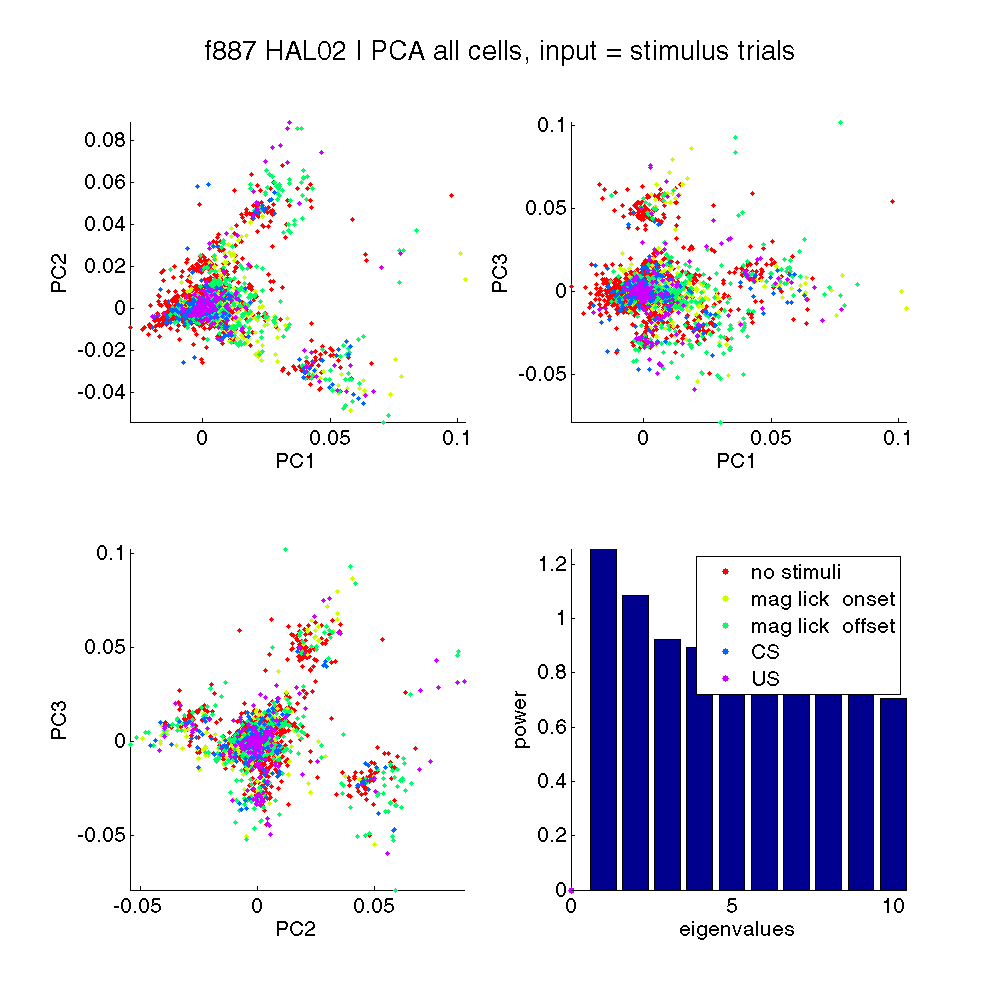 f887 HAL02 | PCA all cells, input = stimulus trials
0.08
0.06
0.04
0.02
0
-0.02
-0.04
PC2
0
0.05
0.1
PC1
0.1
0.05
0
-0.05
PC3
0
0.05
0.1
PC1
0.1
0.05
0
-0.05
PC3
-0.05
0
0.05
PC2
1.2
1
0.8
0.6
0.4
0.2
0
power
no stimuli
mag lick onset
mag lick offset
CS
US
0
5
10
eigenvalues